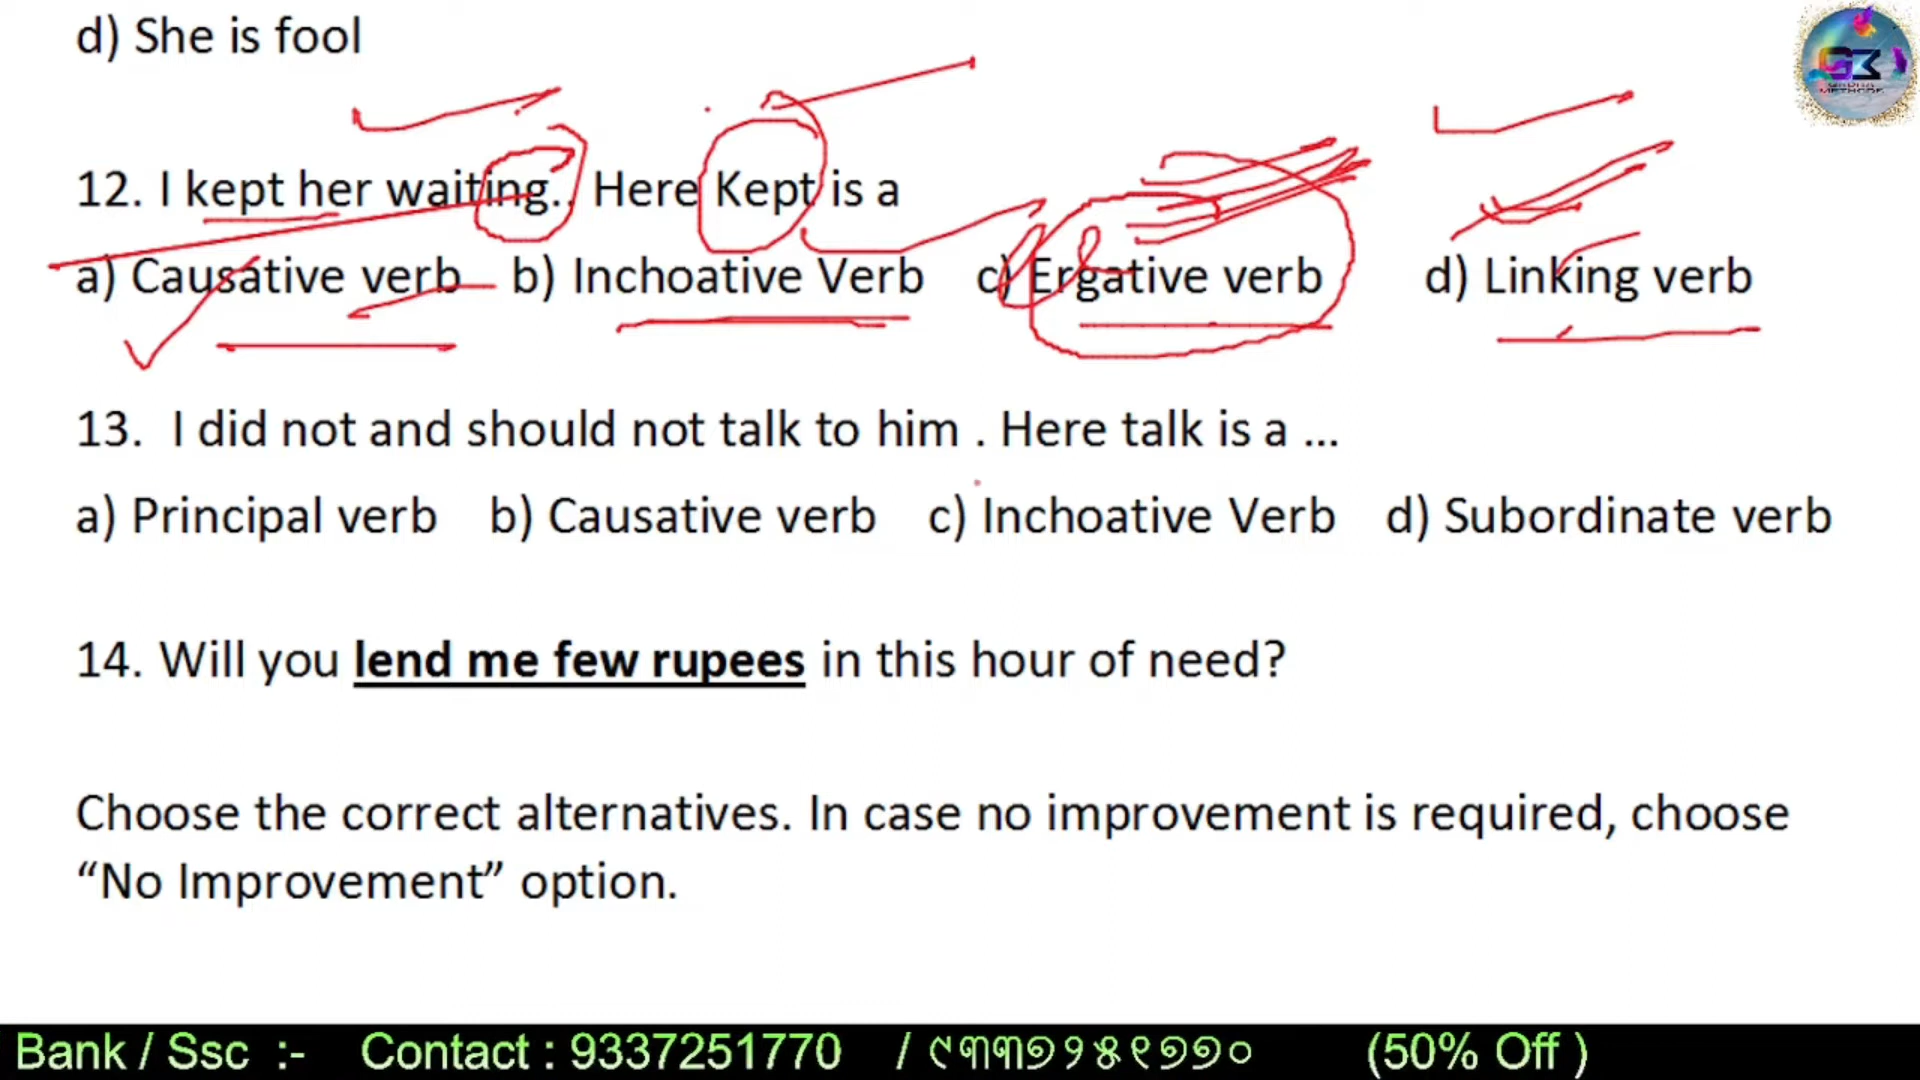 d) She is fool
12. I kept her waiting.. Here Kept is a
a) Causative verb b) Inchoative Verb c) Ergative verb d) Linking verb
13. I did not and should not talk to him . Here talk is a ...
a) Principal verb b) Causative verb c) Inchoative Verb d) Subordinate verb
14. Will you lend me few rupees in this hour of need?
Choose the correct alternatives. In case no improvement is required, choose
“No Improvement” option.
Bank / Ssc :- Contact : 9337251770 / ୯୩୩୭୨୫୧୭୭୦ (50% Off )